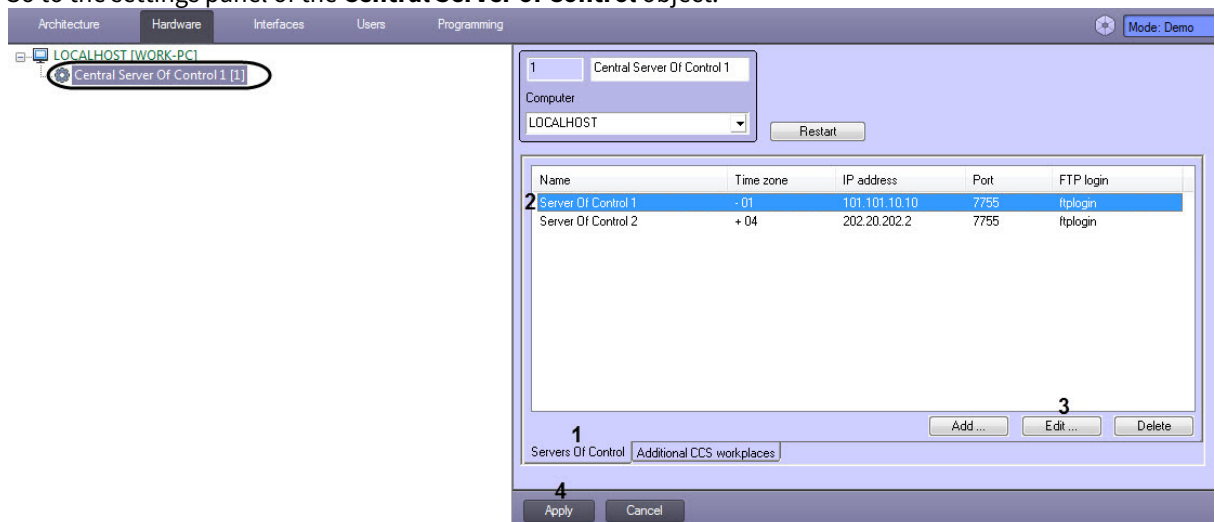 Go to the settings panel of the Central Server of Control object.
Architecture Hardware Interfaces Users Programming Mode: Demo
LOCALHOST [WORK-PC]
Central Server Of Control 1 [1]
1 Central Server Of Control 1
Computer
LOCALHOST
Restart
Name Time zone IP address Port FTP login
2 Server Of Control 1 - 01 101.101.10.10 7755 ftplogin
Server Of Control 2 + 04 202.20.202.2 7755 ftplogin
3
Add ... Edit ... Delete
1
Servers Of Control Additional CCS workplaces
4
Apply Cancel